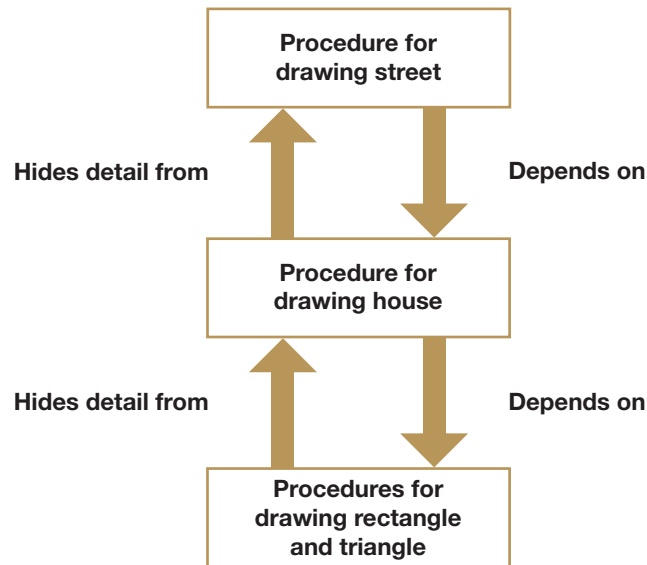 Procedure for
drawing street
Hides detail from
Depends on
Procedure for
drawing house
Hides detail from
Depends on
Procedures for
drawing rectangle
and triangle